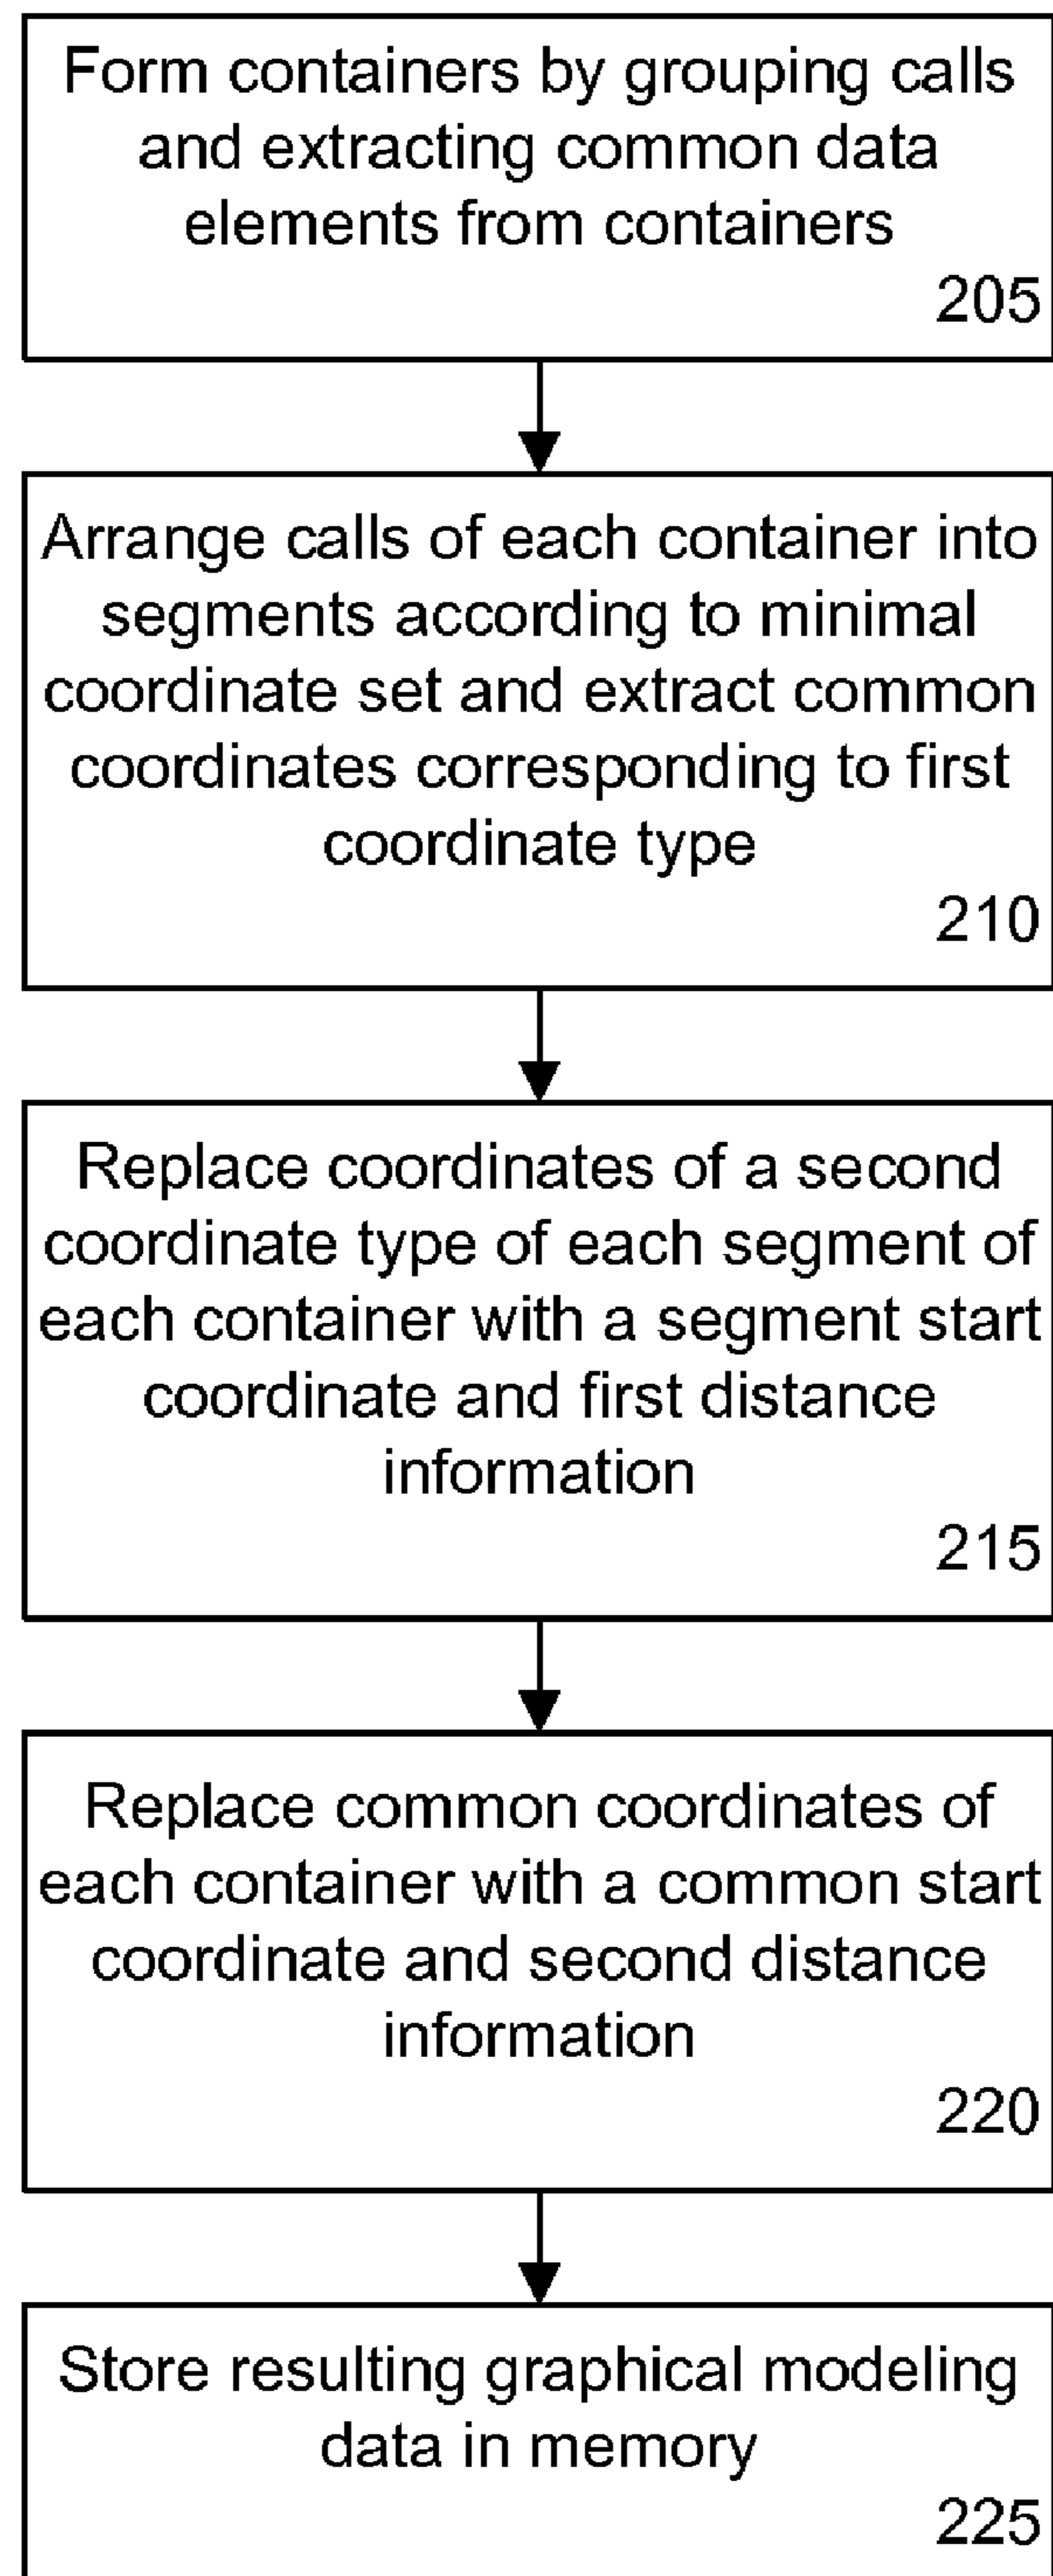 Form containers by grouping calls
and extracting common data
elements from containers
205
Arrange calls of each container into
segments according to minimal
coordinate set and extract common
coordinates corresponding to first
coordinate type
210
Replace coordinates of a second
coordinate type of each segment of
each container with a segment start
coordinate and first distance
information
215
Replace common coordinates of
each container with a common start
coordinate and second distance
information
220
Store resulting graphical modeling
data in memory
225